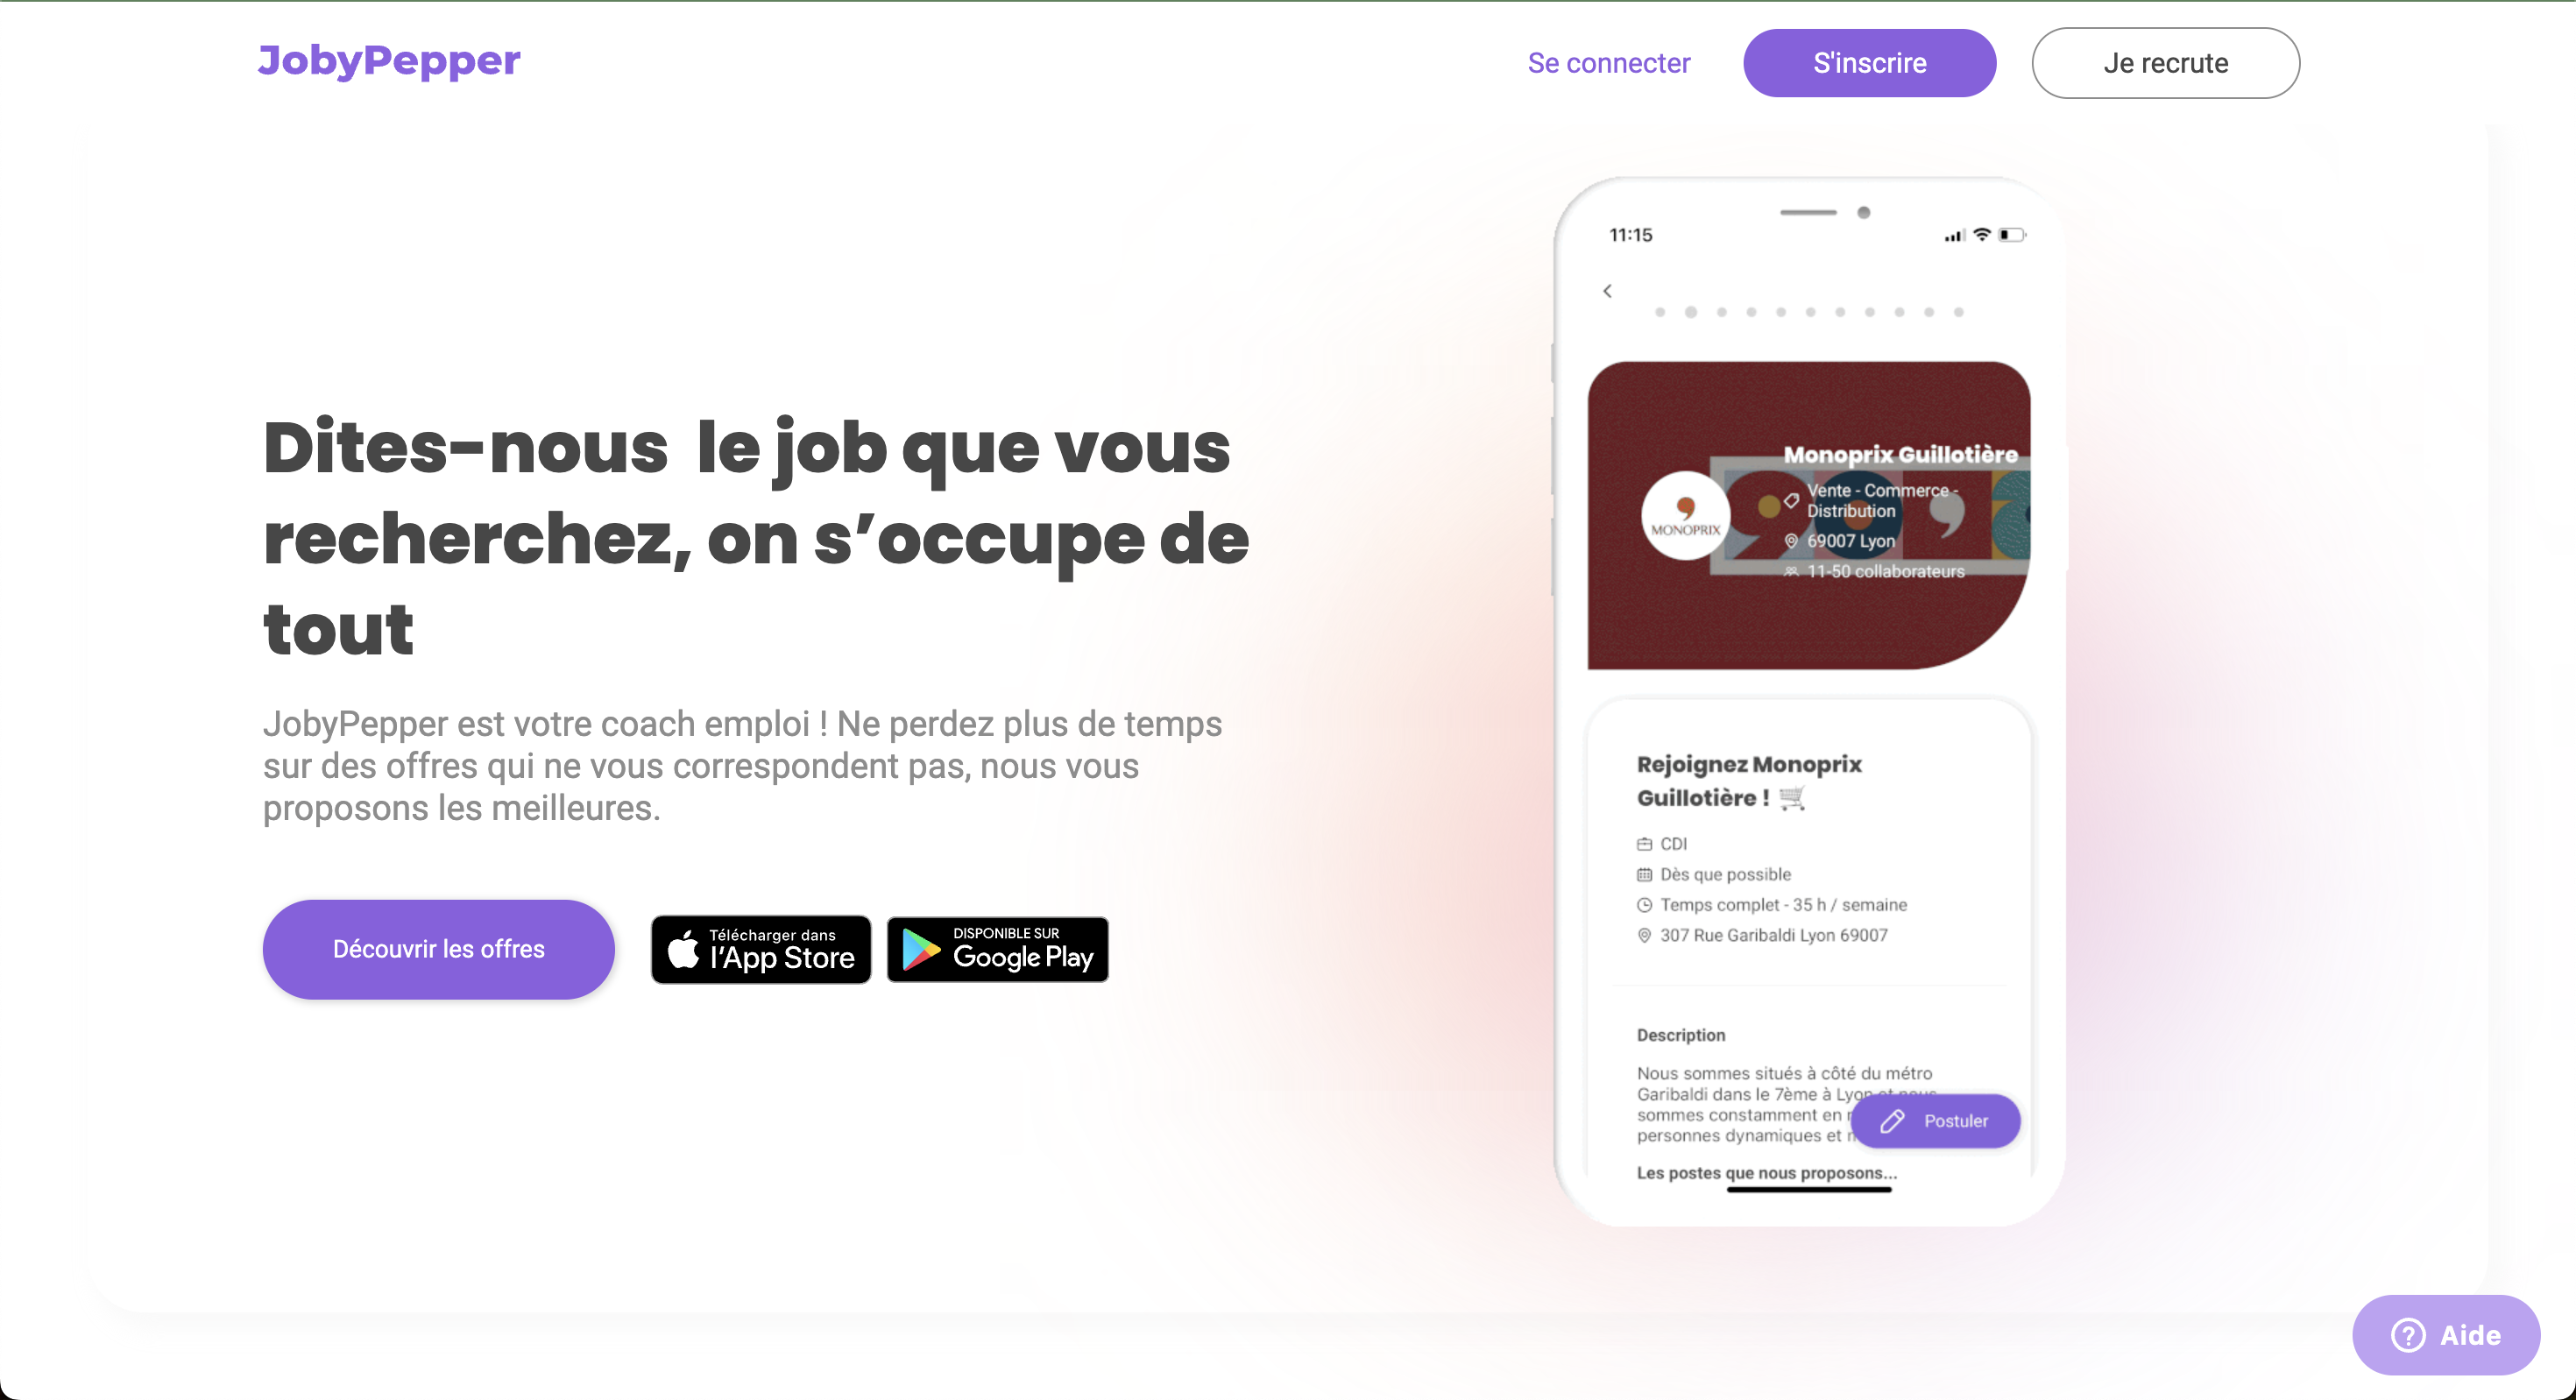 JobyPepper
Se connecter
S'inscrire
Je recrute
Dites-nous  le job que vous
recherchez, on s’occupe de
tout
JobyPepper est votre coach emploi ! Ne perdez plus de temps
sur des offres qui ne vous correspondent pas, nous vous
proposons les meilleures.
Découvrir les offres
Télécharger dans
l’App Store
DISPONIBLE SUR
Google Play
11:15
Monoprix Guillotière
MONOPRIX
Vente - Commerce -
Distribution
69007 Lyon
11-50 collaborateurs
Rejoignez Monoprix
Guillotière !
CDI
Dès que possible
Temps complet - 35 h / semaine
307 Rue Garibaldi Lyon 69007
Description
Nous sommes situés à côté du métro
Garibaldi dans le 7ème à Lyon et nous
sommes constamment en
personnes dynamiques et
Postuler
Les postes que nous proposons...
Aide